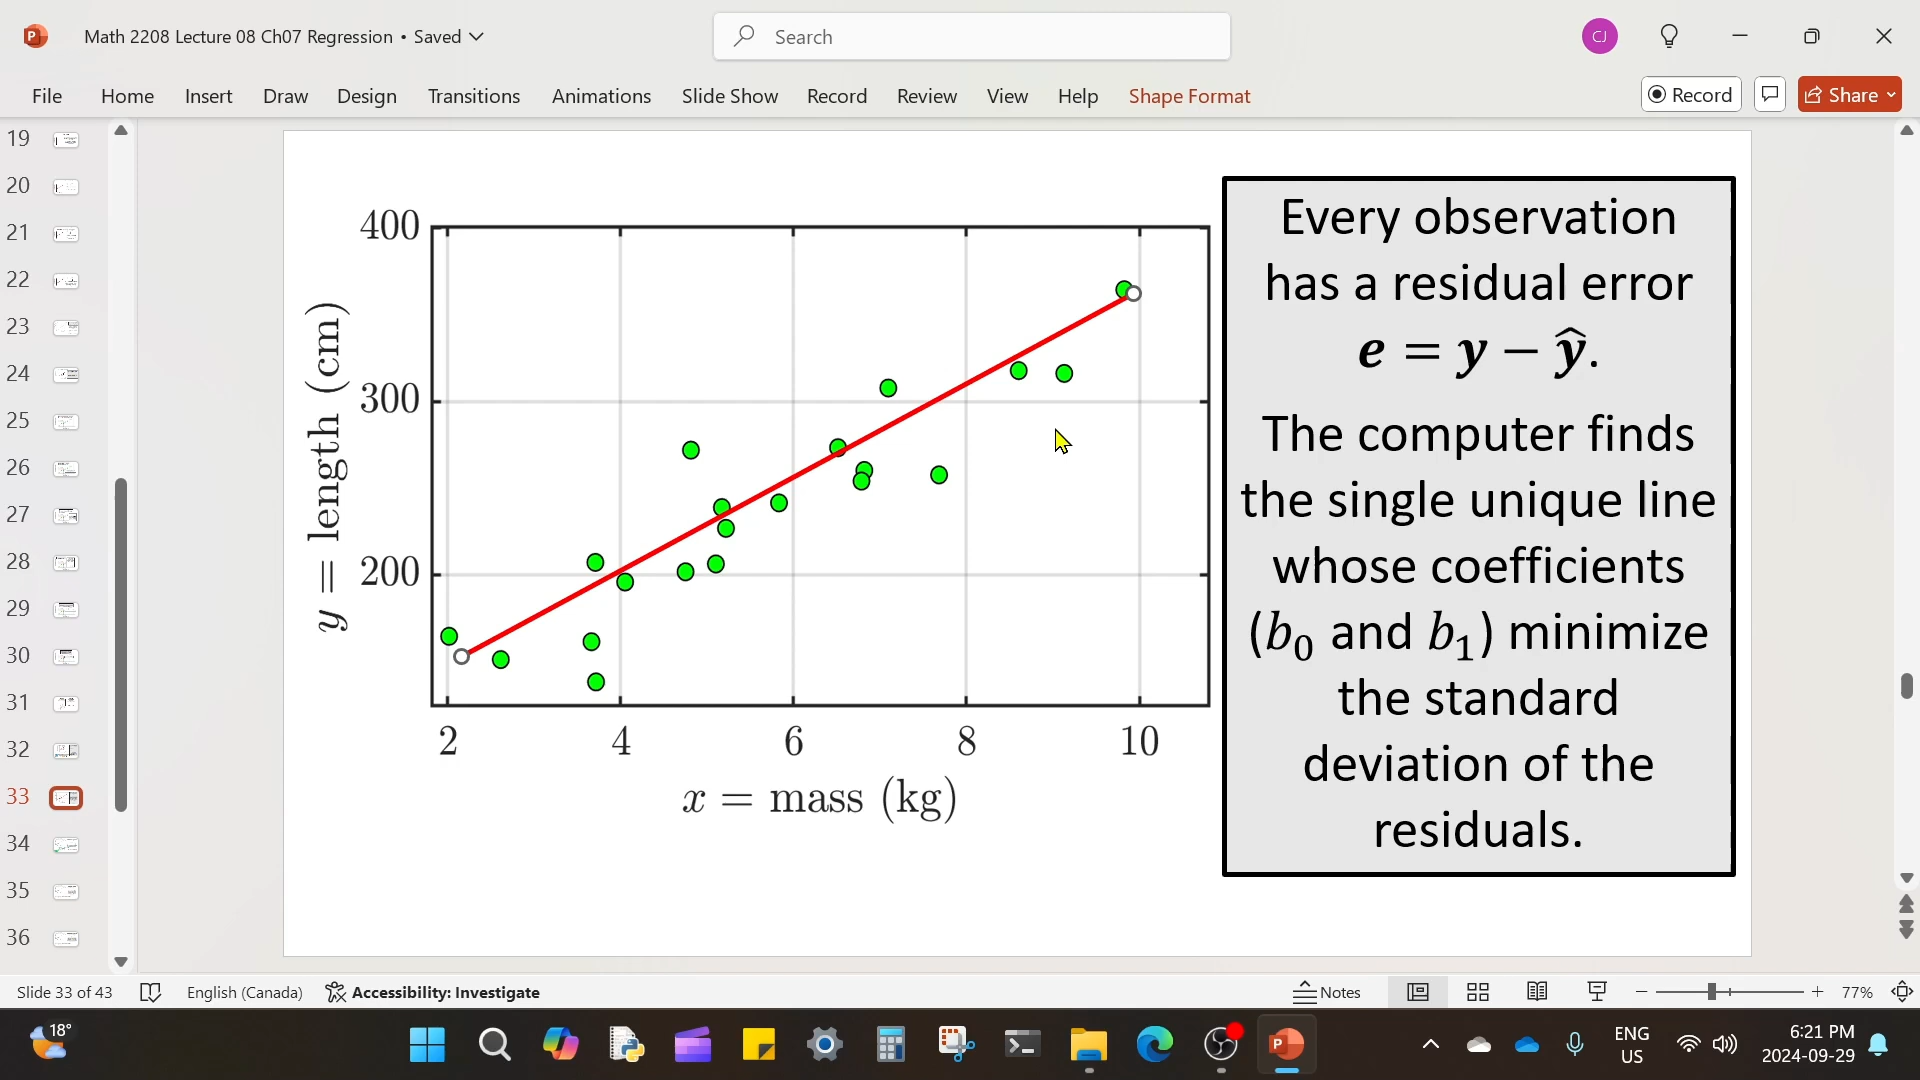 Math 2208 Lecture 08 Ch07 Regression • Saved
Search
CJ
File Home Insert Draw Design Transitions Animations Slide Show Record Review View Help Shape Format
Record
Share
19
20
21
22
23
24
25
26
27
28
29
30
31
32
33
34
35
36
400
300
200
y = length (cm)
2 4 6 8 10
x = mass (kg)
Every observation
has a residual error
e = y − ŷ.
The computer finds
the single unique line
whose coefficients
(b₀ and b₁) minimize
the standard
deviation of the
residuals.
Slide 33 of 43 English (Canada) Accessibility: Investigate Notes 77%
18°
ENG
US
6:21 PM
2024-09-29